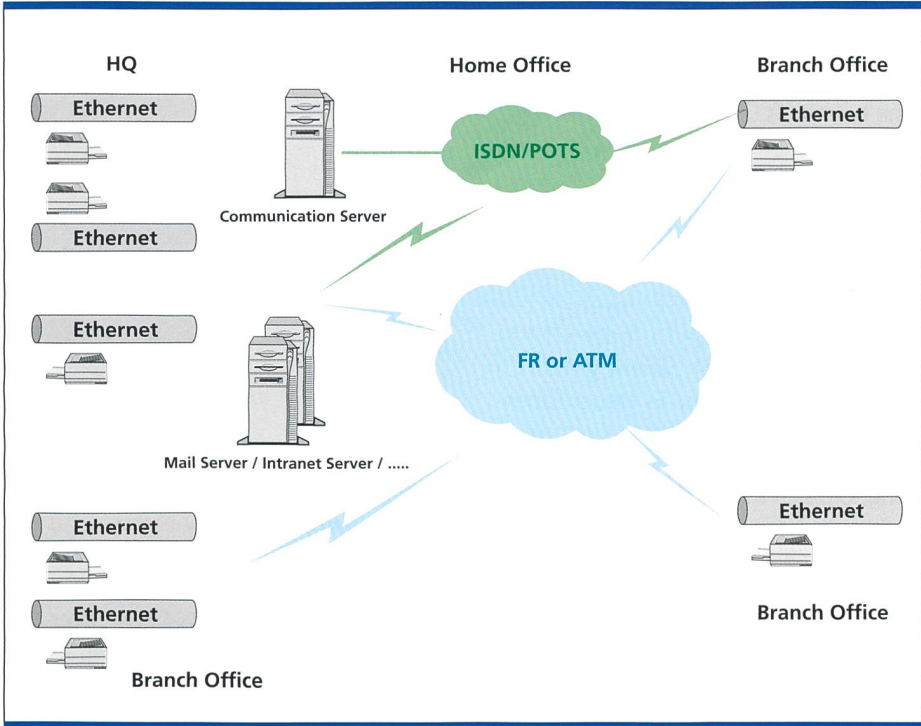 HQ
Home Office
Branch Office
Ethernet
Ethernet
ISDN/POTS
Communication Server
Ethernet
Ethernet
FR or ATM
Mail Server / Intranet Server / .....
Ethernet
Ethernet
Ethernet
Branch Office
Branch Office